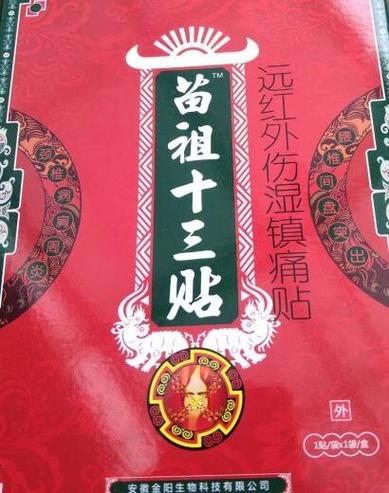 苗祖十三贴
TM
远红外伤湿镇痛贴
颈椎病肩周炎
腰椎间盘突出
外
1贴/袋x1袋/盒
安徽金阳生物科技有限公司